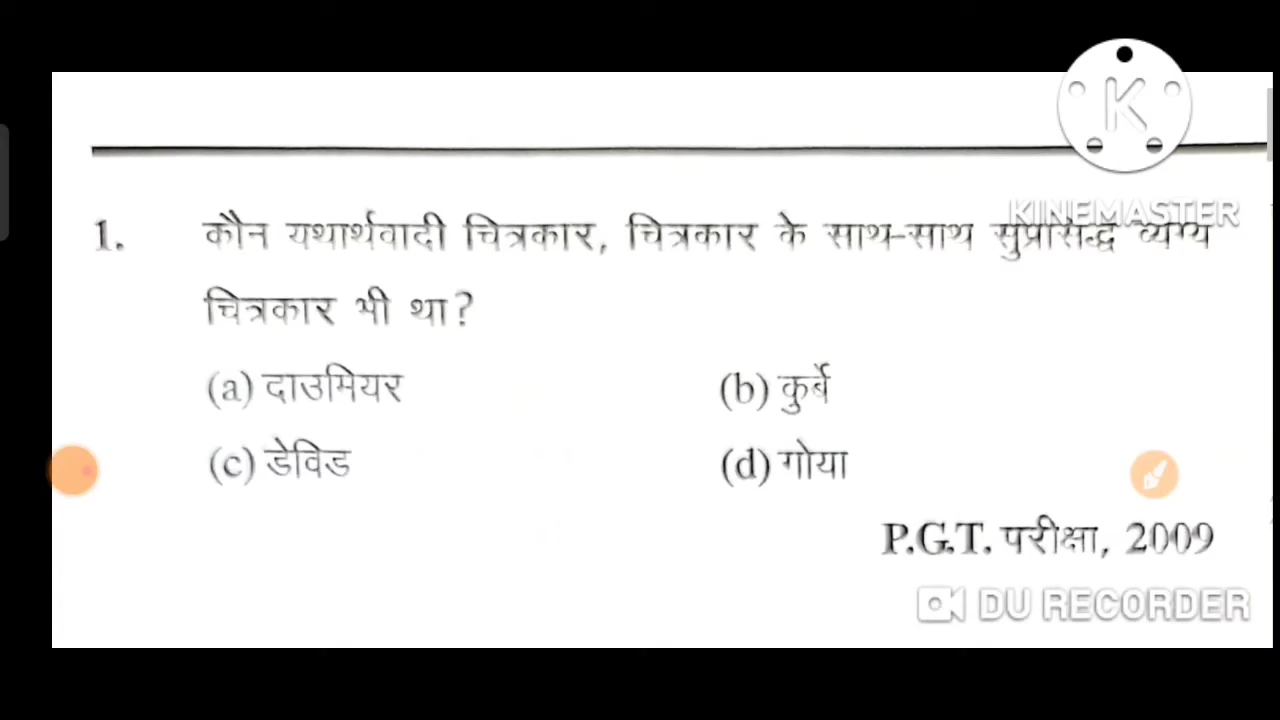 KINEMASTER
1. कौन यथार्थवादी चित्रकार, चित्रकार के साथ-साथ सुप्रसिद्ध व्यंग्य
चित्रकार भी था?
(a) दाउमियर (b) कुर्बे
(c) डेविड (d) गोया
P.G.T. परीक्षा, 2009
DU RECORDER